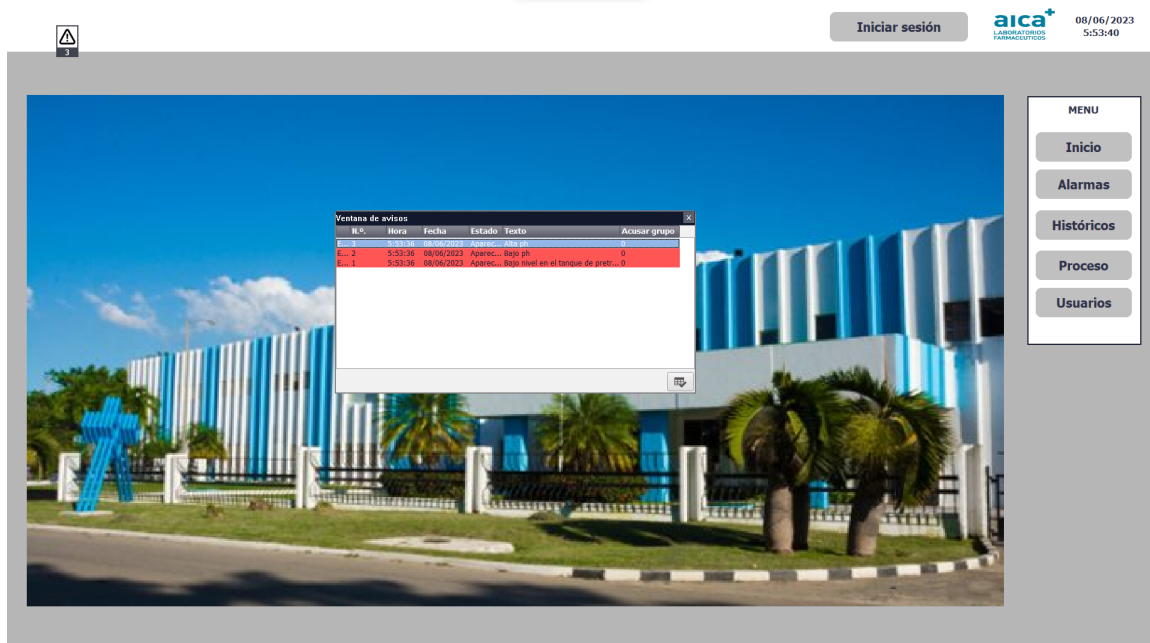 Iniciar sesión
aica+
LABORATORIOS
FARMACEUTICOS
08/06/2023
5:53:40
3
MENU
Inicio
Alarmas
Históricos
Proceso
Usuarios
Ventana de avisos
x
N.º. Hora Fecha Estado Texto Acusar grupo
E... 3 5:53:36 08/06/2023 Aparec... Alta ph 0
E... 2 5:53:36 08/06/2023 Aparec... Bajo ph 0
E... 1 5:53:36 08/06/2023 Aparec... Bajo nivel en el tanque de pretr... 0